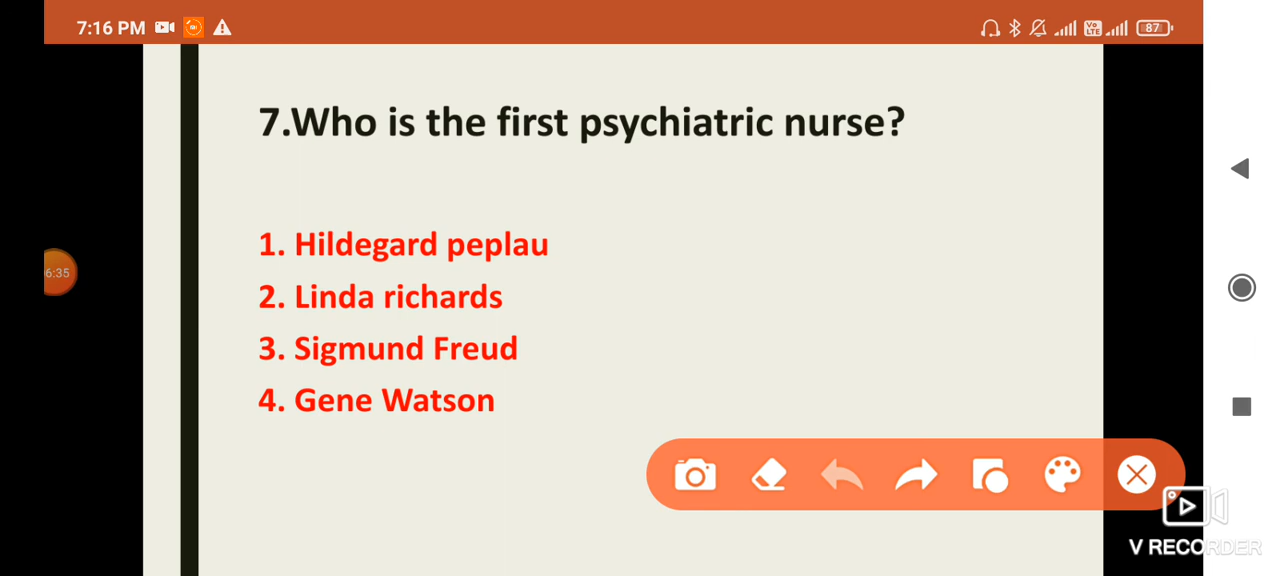 7:16 PM
87
7.Who is the first psychiatric nurse?
1. Hildegard peplau
6:35
2. Linda richards
3. Sigmund Freud
4. Gene Watson
V RECORDER